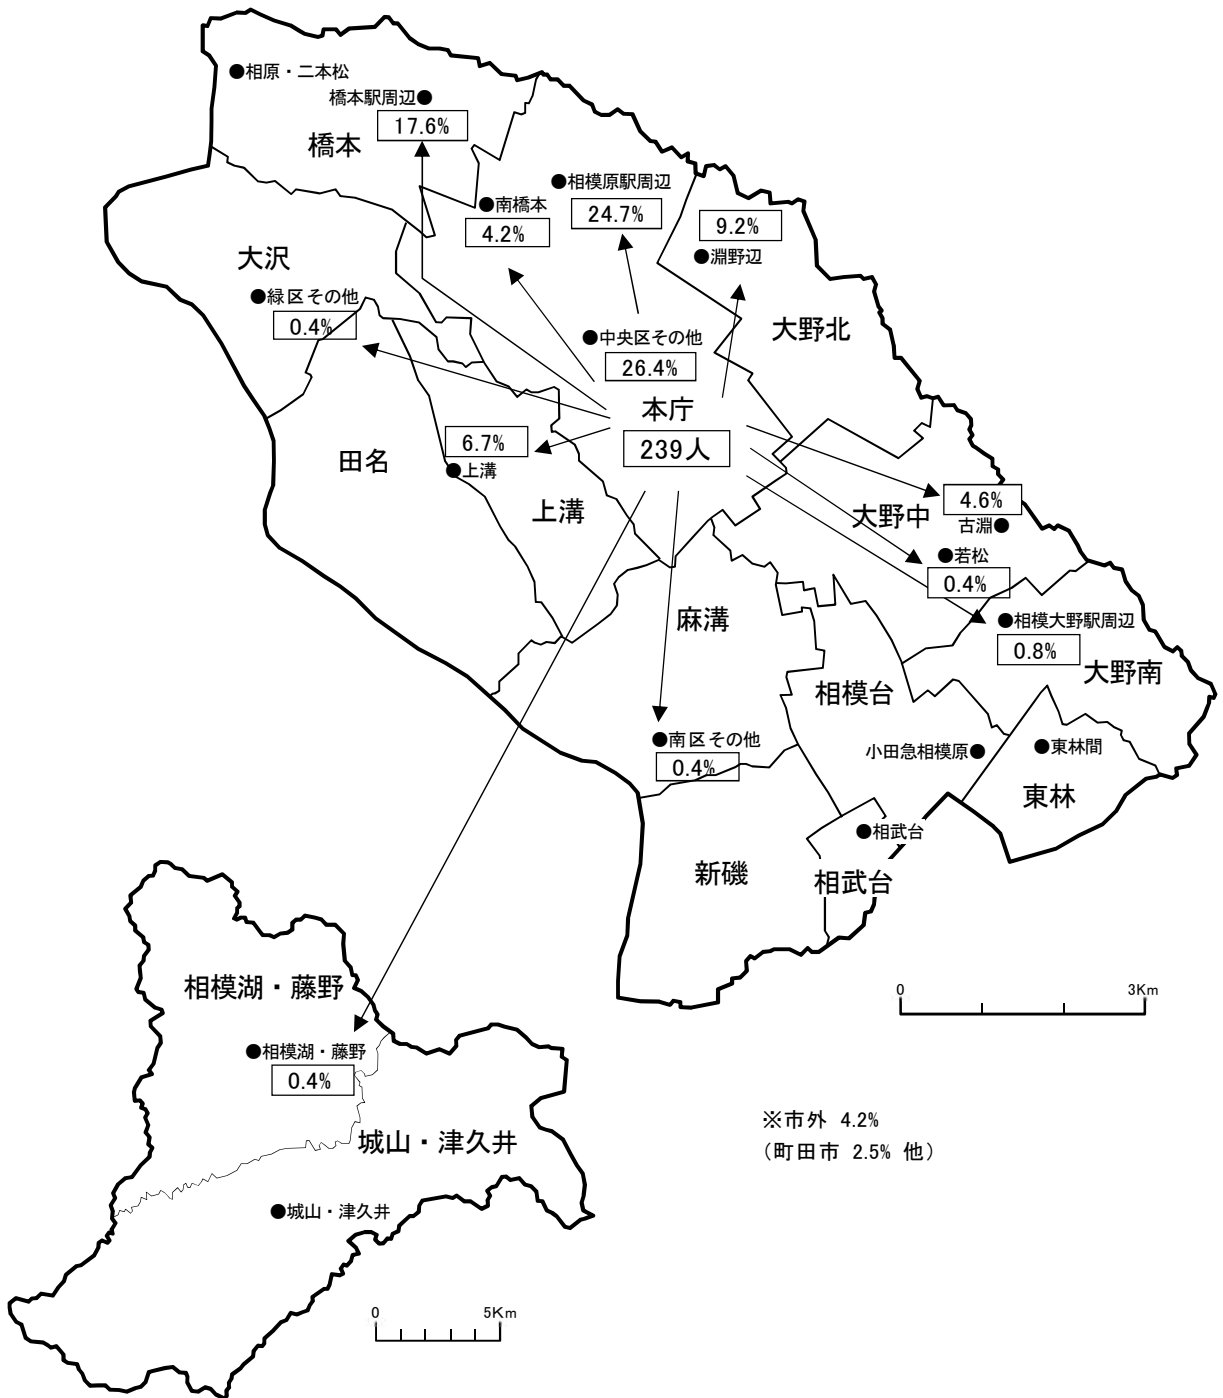 ●相原・二本松
橋本駅周辺●
17.6%
橋本
●相模原駅周辺
24.7%
●南橋本
4.2%
9.2%
●淵野辺
大沢
●緑区その他
0.4%
大野北
●中央区その他
26.4%
本庁
239人
6.7%
●上溝
田名
上溝
4.6%
大野中
古淵●
●若松
0.4%
麻溝
●相模大野駅周辺
0.8%
大野南
相模台
●南区その他
0.4%
小田急相模原●
●東林間
東林
●相武台
新磯
相武台
相模湖・藤野
0 3Km
●相模湖・藤野
0.4%
※市外 4.2%
（町田市 2.5% 他）
城山・津久井
●城山・津久井
0 5Km